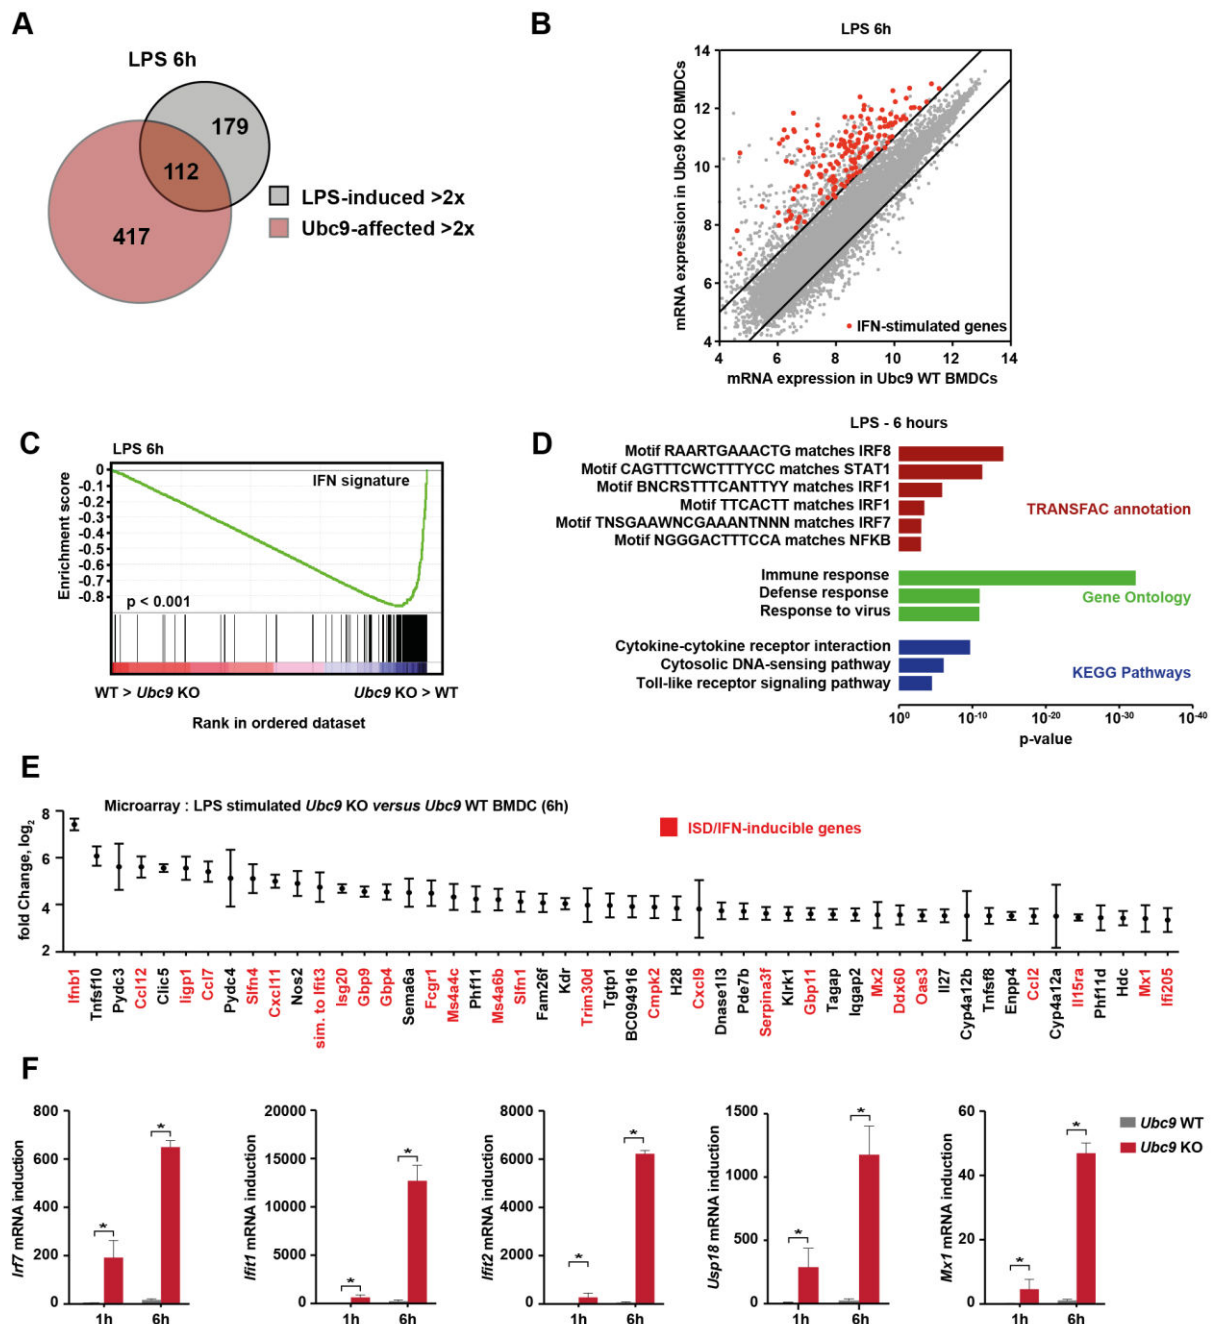 A
LPS 6h
179
112
417
LPS-induced >2x
Ubc9-affected >2x
B
LPS 6h
mRNA expression in Ubc9 KO BMDCs
14
12
10
8
6
4
IFN-stimulated genes
4 6 8 10 12 14
mRNA expression in Ubc9 WT BMDCs
C
LPS 6h
Enrichment score
0
-0.1
-0.2
-0.3
-0.4
-0.5
-0.6
-0.7
-0.8
IFN signature
p < 0.001
WT > Ubc9 KO
Ubc9 KO > WT
Rank in ordered dataset
D
LPS - 6 hours
Motif RAARTGAAACTG matches IRF8
Motif CAGTTTCWCTTTYCC matches STAT1
Motif BNCRSTTTCANTTYY matches IRF1
Motif TTCACTT matches IRF1
Motif TNSGAAWNCGAAANTNNN matches IRF7
Motif NGGGACTTTCCA matches NFKB
TRANSFAC annotation
Immune response
Defense response
Response to virus
Gene Ontology
Cytokine-cytokine receptor interaction
Cytosolic DNA-sensing pathway
Toll-like receptor signaling pathway
KEGG Pathways
10⁰ 10⁻¹⁰ 10⁻²⁰ 10⁻³⁰ 10⁻⁴⁰
p-value
E
Microarray : LPS stimulated Ubc9 KO versus Ubc9 WT BMDC (6h)
ISD/IFN-inducible genes
fold Change, log₂
8
6
4
2
Ifnb1
Tnfsf10
Pydc3
Ccl12
Clic5
Iigp1
Ccl7
Pydc4
Slfn4
Cxcl11
Nos2
sim. to Ifit3
Isg20
Gbp9
Gbp4
Sema6a
Fcgr1
Ms4a4c
Phf11
Ms4a6b
Slfn1
Fam26f
Kdr
Trim30d
Tgtp1
BC094916
Cmpk2
H28
Cxcl9
Dnase1l3
Pde7b
Serpina3f
Klrk1
Gbp11
Tagap
Iqgap2
Mx2
Ddx60
Oas3
Il27
Cyp4a12b
Tnfsf8
Enpp4
Ccl2
Cyp4a12a
Il15ra
Phf11d
Hdc
Mx1
Ifi205
F
Irf7 mRNA induction
800
600
400
200
0
*
*
1h 6h
Ifit1 mRNA induction
20000
15000
10000
5000
0
*
*
1h 6h
Ifit2 mRNA induction
8000
6000
4000
2000
0
*
*
1h 6h
Usp18 mRNA induction
1500
1000
500
0
*
*
1h 6h
Mx1 mRNA induction
60
40
20
0
*
*
1h 6h
Ubc9 WT
Ubc9 KO